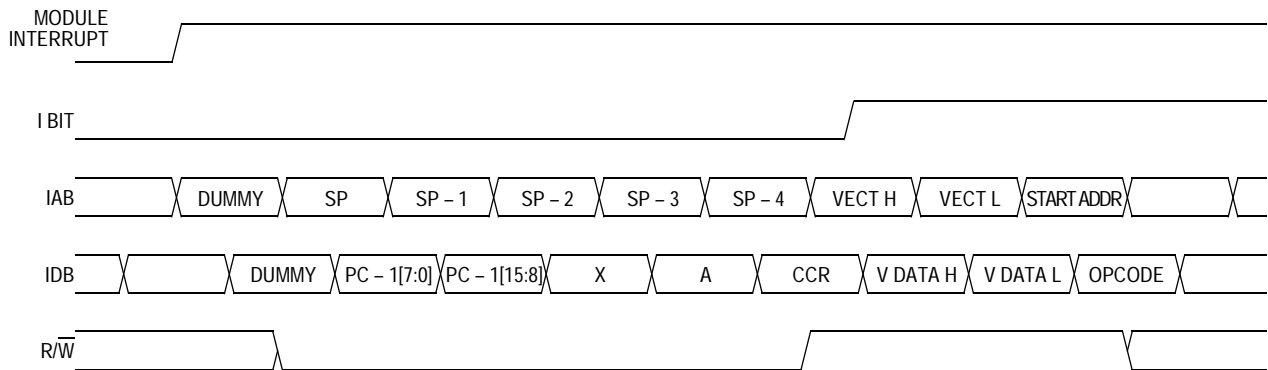 MODULE
INTERRUPT
I BIT
IAB DUMMY SP SP – 1 SP – 2 SP – 3 SP – 4 VECT H VECT L START ADDR
IDB DUMMY PC – 1[7:0] PC – 1[15:8] X A CCR V DATA H V DATA L OPCODE
R/W̅